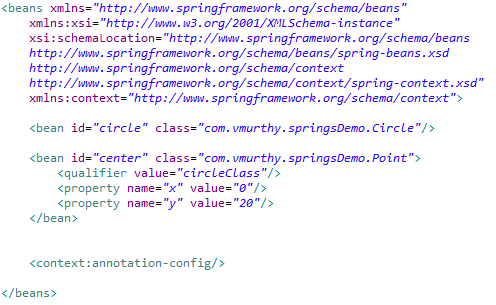 <beans xmlns="http://www.springframework.org/schema/beans"
xmlns:xsi="http://www.w3.org/2001/XMLSchema-instance"
xsi:schemaLocation="http://www.springframework.org/schema/beans
http://www.springframework.org/schema/beans/spring-beans.xsd
http://www.springframework.org/schema/context
http://www.springframework.org/schema/context/spring-context.xsd"
xmlns:context="http://www.springframework.org/schema/context">
<bean id="circle" class="com.vmurthy.springsDemo.Circle"/>
<bean id="center" class="com.vmurthy.springsDemo.Point">
<qualifier value="circleClass"/>
<property name="x" value="0"/>
<property name="y" value="20"/>
</bean>
<context:annotation-config/>
</beans>